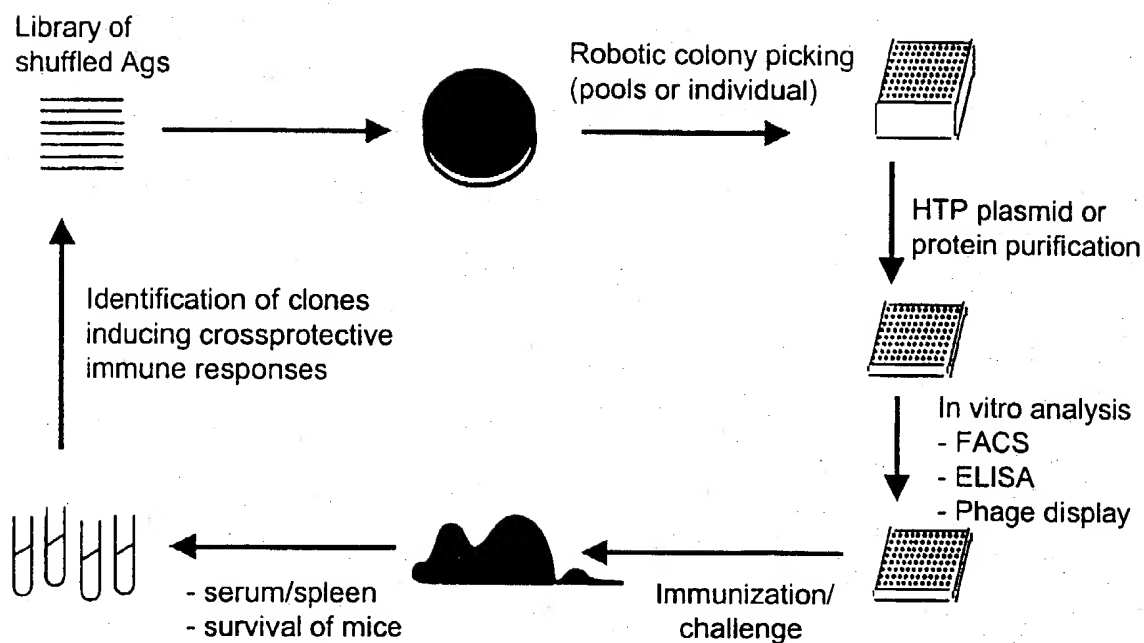 Library of
shuffled Ags
Robotic colony picking
(pools or individual)
HTP plasmid or
protein purification
In vitro analysis
- FACS
- ELISA
- Phage display
Immunization/
challenge
- serum/spleen
- survival of mice
Identification of clones
inducing crossprotective
immune responses